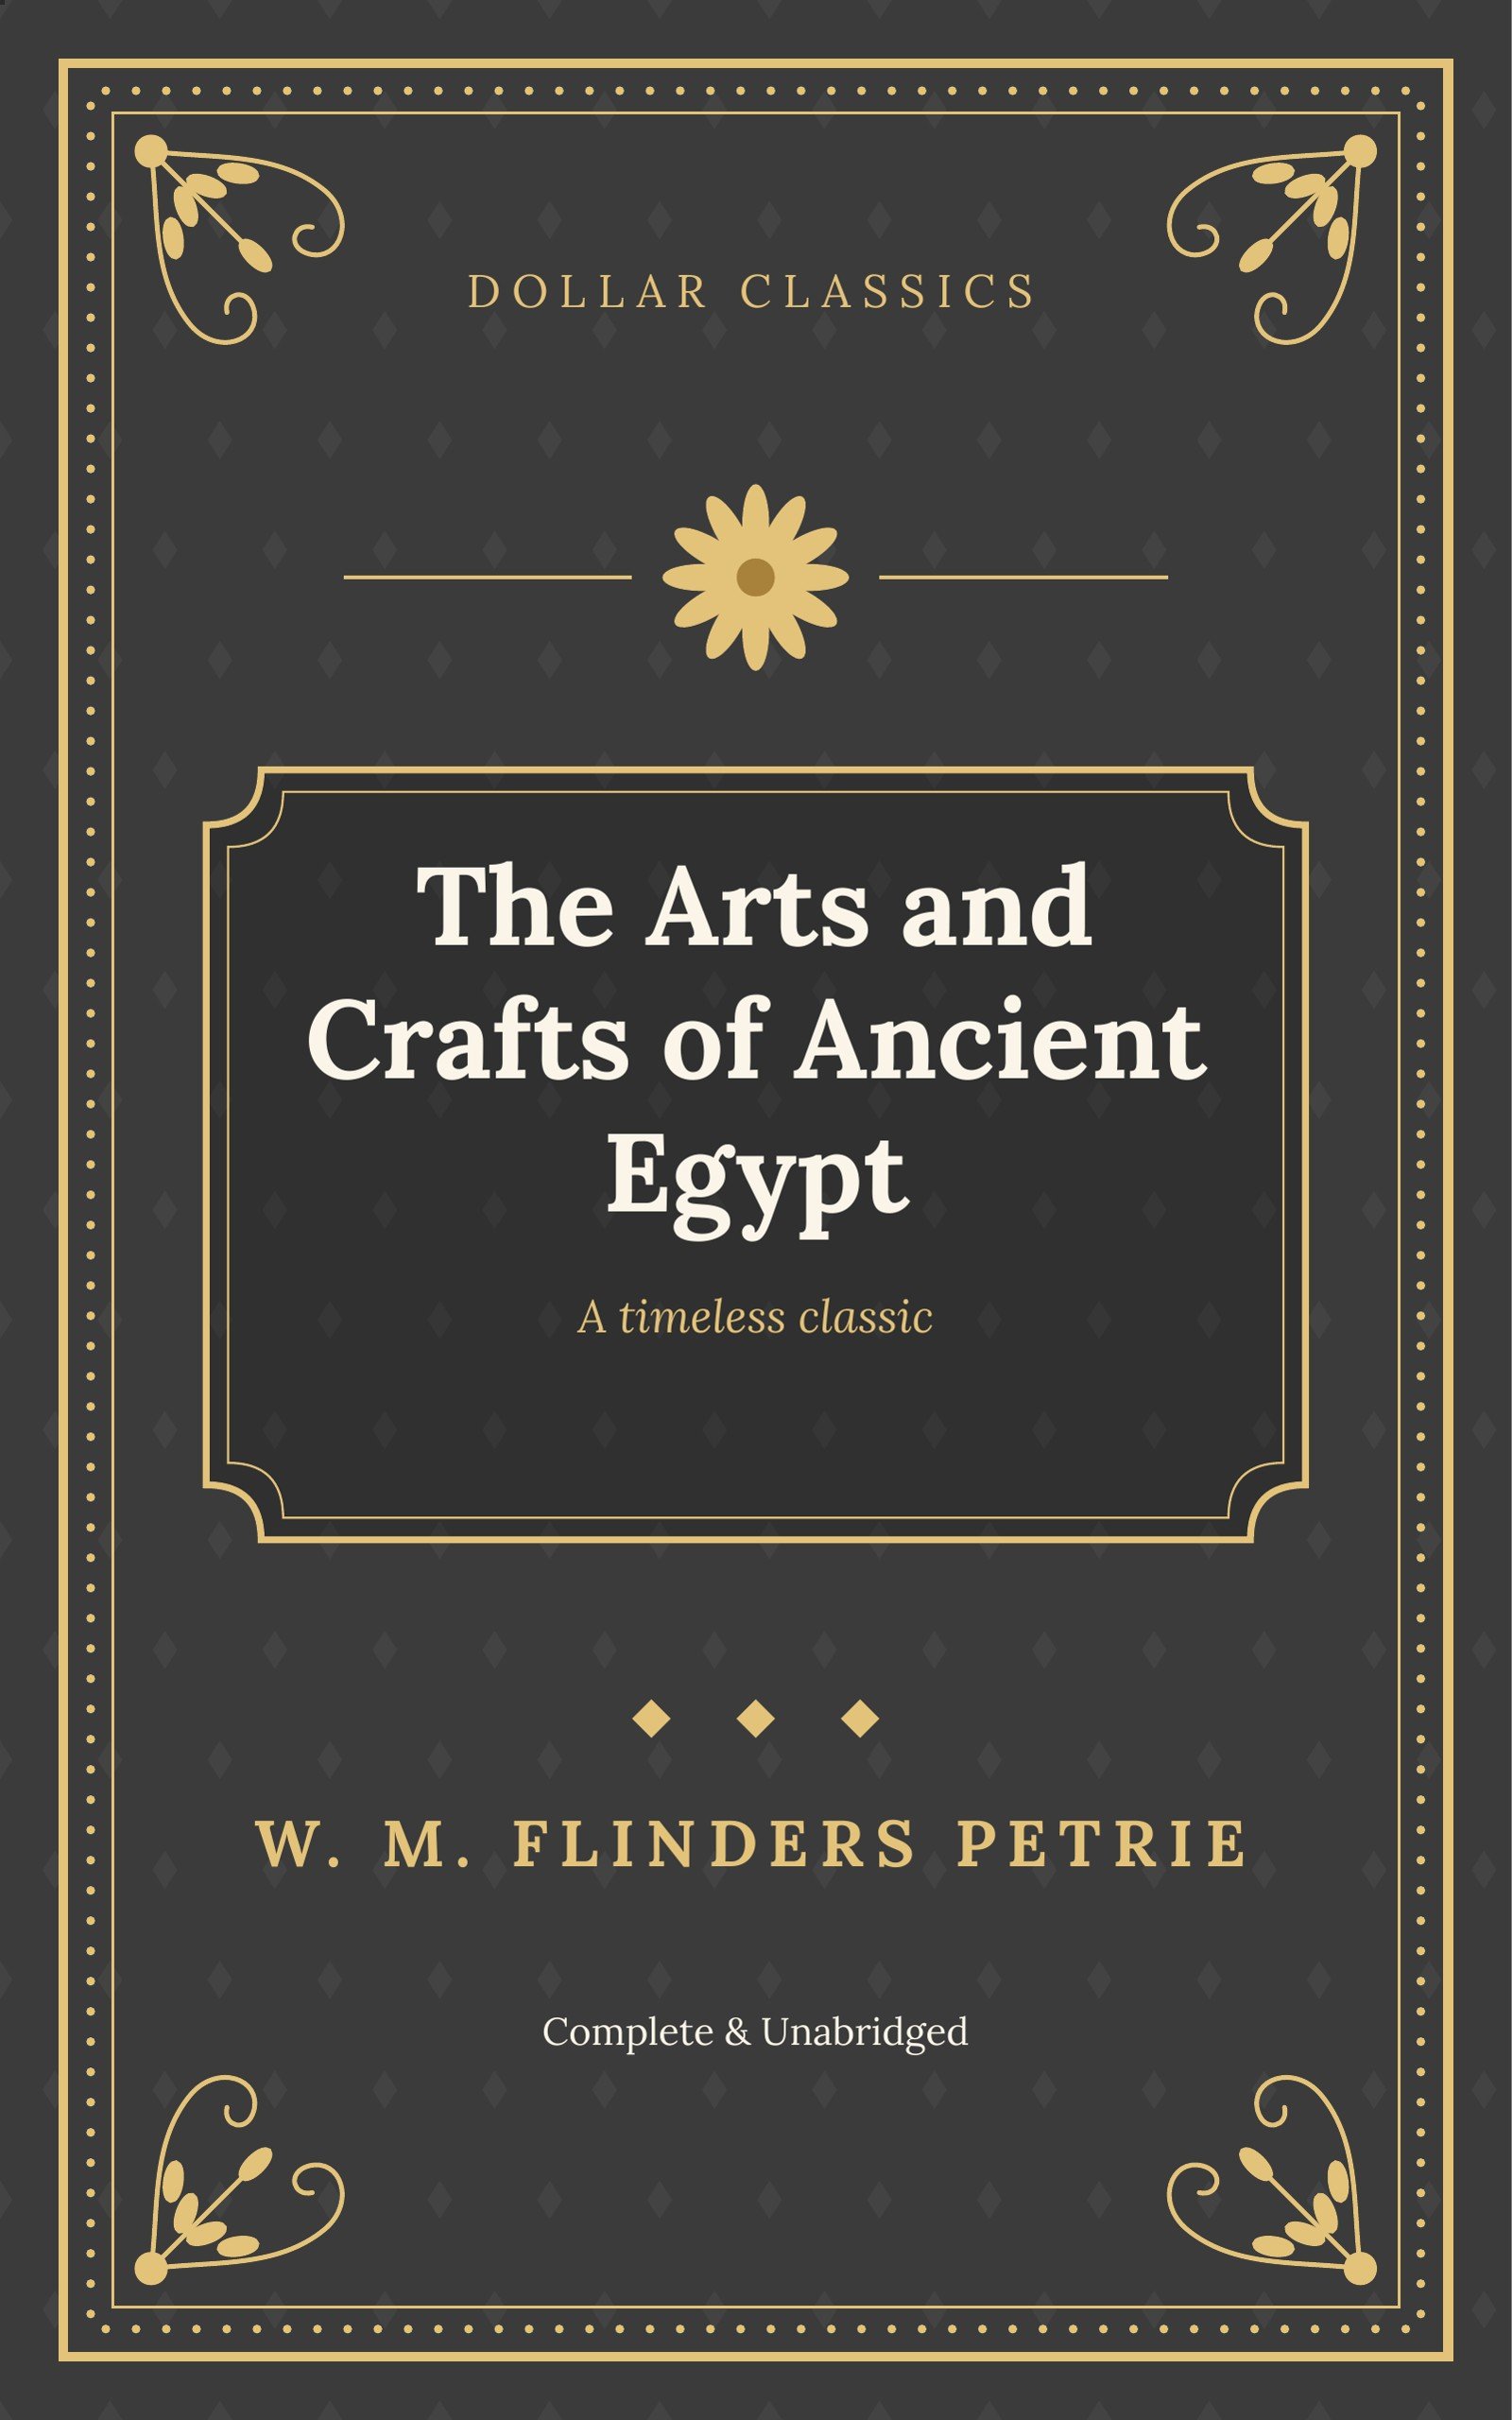 DOLLAR CLASSICS
The Arts and
Crafts of Ancient
Egypt
A timeless classic
W. M. FLINDERS PETRIE
Complete & Unabridged